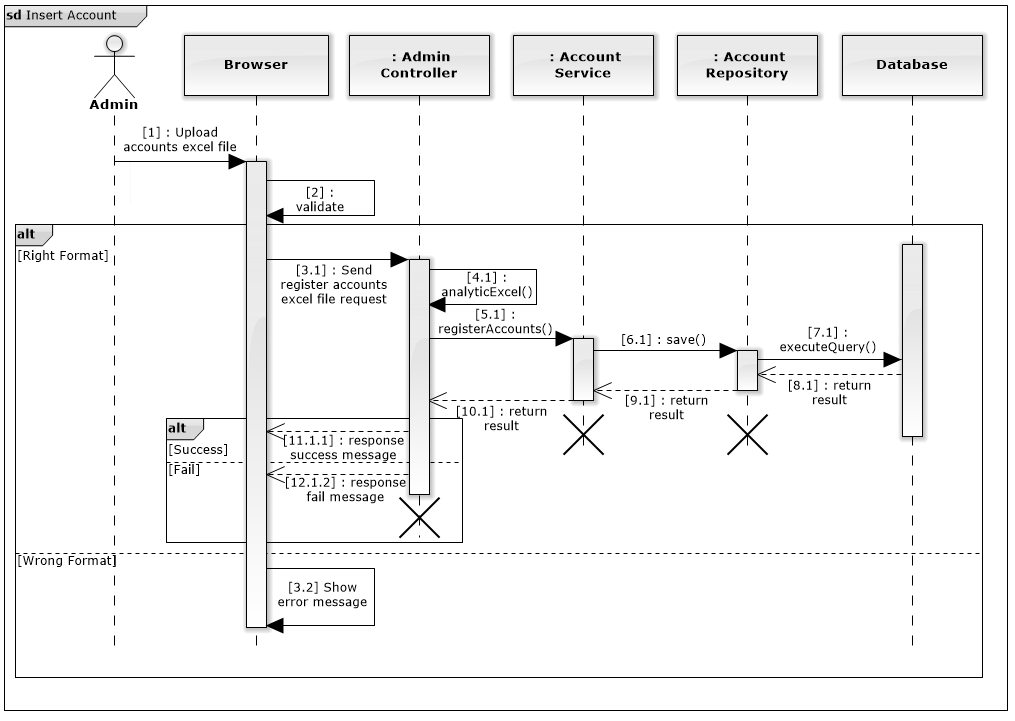 sd Insert Account
Admin
Browser
: Admin
Controller
: Account
Service
: Account
Repository
Database
[1] : Upload
accounts excel file
[2] :
validate
alt
[Right Format]
[3.1] : Send
register accounts
excel file request
[4.1] :
analyticExcel()
[5.1] :
registerAccounts()
[6.1] : save()
[7.1] :
executeQuery()
[8.1] : return
result
[9.1] : return
result
[10.1] : return
result
alt
[Success]
[11.1.1] : response
success message
[Fail]
[12.1.2] : response
fail message
[Wrong Format]
[3.2] Show
error message